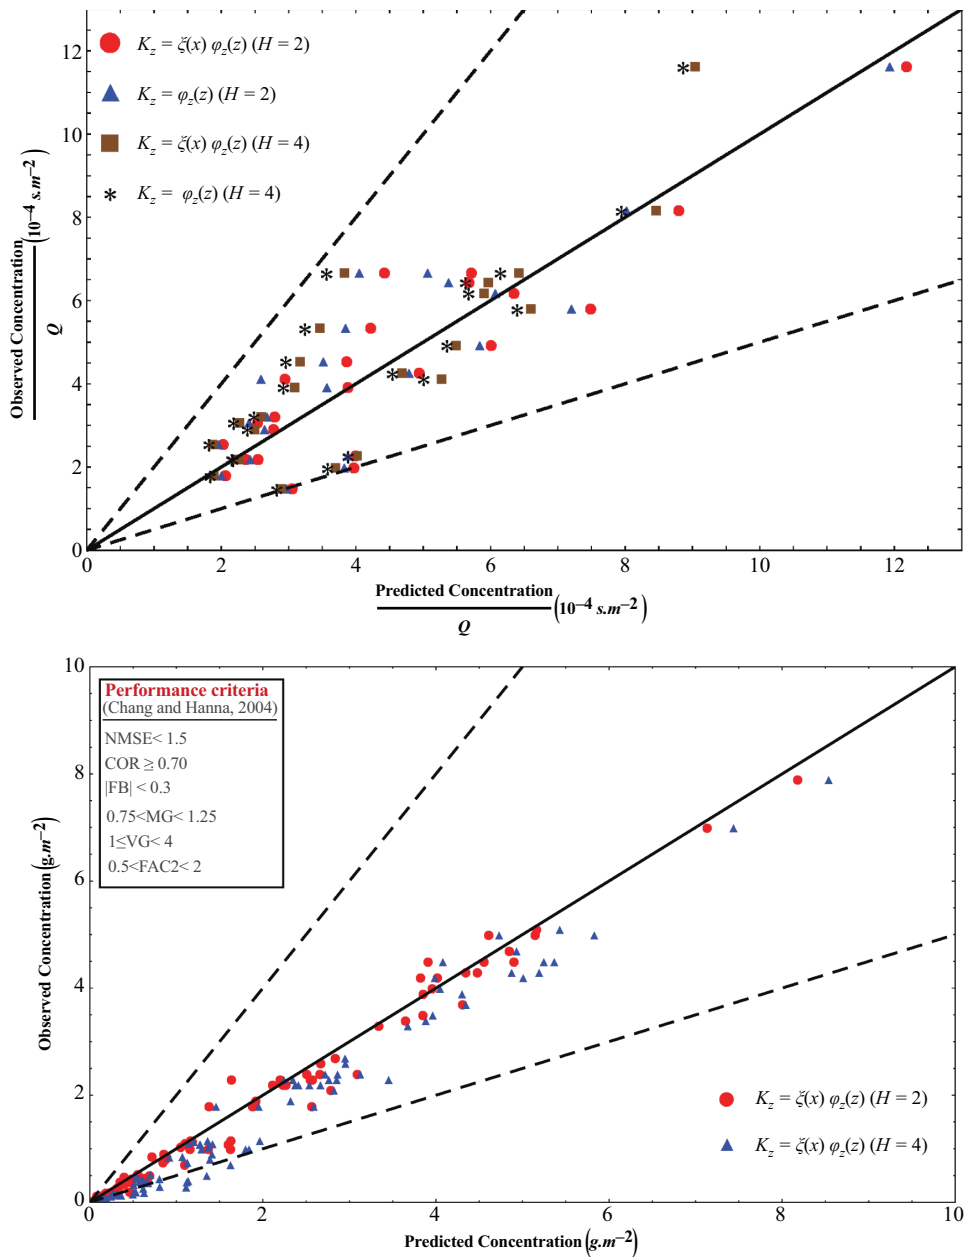 12
10
8
6
4
2
0
0
2
4
6
8
10
12
Observed Concentration
Q
(10⁻⁴ s.m⁻²)
K_z = ξ(x) φ_z(z) (H = 2)
K_z = φ_z(z) (H = 2)
K_z = ξ(x) φ_z(z) (H = 4)
K_z = φ_z(z) (H = 4)
Predicted Concentration
Q
(10⁻⁴ s.m⁻²)
10
8
6
4
2
0
0
2
4
6
8
10
Observed Concentration (g.m⁻²)
Performance criteria
(Chang and Hanna, 2004)
NMSE< 1.5
COR ≥ 0.70
|FB| < 0.3
0.75<MG< 1.25
1≤VG< 4
0.5<FAC2< 2
K_z = ξ(x) φ_z(z) (H = 2)
K_z = ξ(x) φ_z(z) (H = 4)
Predicted Concentration (g.m⁻²)